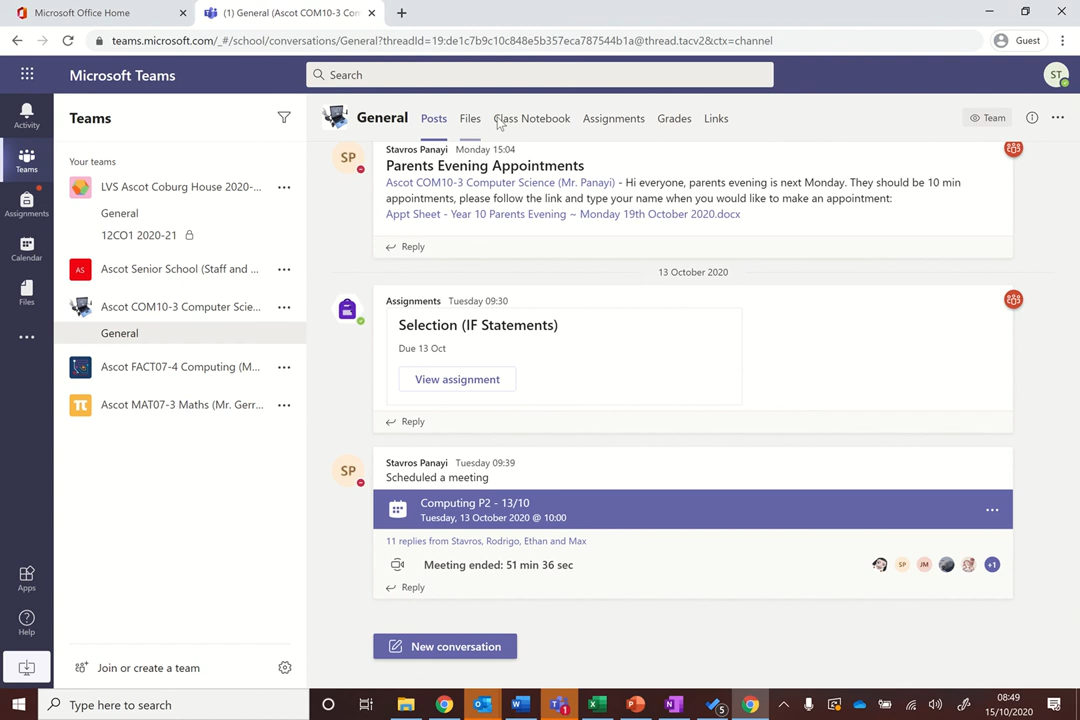 Microsoft Office Home
(1) General (Ascot COM10-3 Con
teams.microsoft.com/_#/school/conversations/General?threadId=19:de1c7b9c10c848e5b357eca787544b1a@thread.tacv2&ctx=channel
Guest
Microsoft Teams
Search
ST
Activity
Teams
Assignments
Calendar
Files
Apps
Help
Teams
Your teams
LVS Ascot Coburg House 2020-...
General
12CO1 2020-21
AS
Ascot Senior School (Staff and ...
Ascot COM10-3 Computer Scie...
General
Ascot FACT07-4 Computing (M...
Ascot MAT07-3 Maths (Mr. Gerr...
Join or create a team
General
Posts
Files
Class Notebook
Assignments
Grades
Links
Team
SP
Stavros Panayi Monday 15:04
Parents Evening Appointments
Ascot COM10-3 Computer Science (Mr. Panayi) - Hi everyone, parents evening is next Monday. They should be 10 min
appointments, please follow the link and type your name when you would like to make an appointment:
Appt Sheet - Year 10 Parents Evening ~ Monday 19th October 2020.docx
Reply
13 October 2020
Assignments Tuesday 09:30
Selection (IF Statements)
Due 13 Oct
View assignment
Reply
SP
Stavros Panayi Tuesday 09:39
Scheduled a meeting
Computing P2 - 13/10
Tuesday, 13 October 2020 @ 10:00
11 replies from Stavros, Rodrigo, Ethan and Max
Meeting ended: 51 min 36 sec
SP
JM
+1
Reply
New conversation
Type here to search
1
5
08:49
15/10/2020